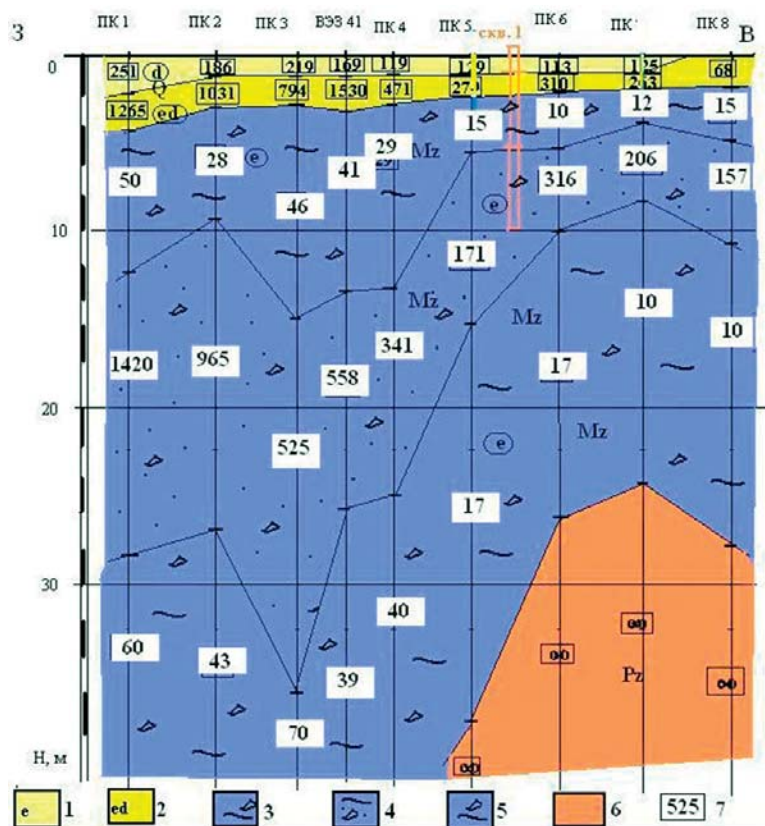 ПК 1 ПК 2 ПК 3 ВЭЗ 41 ПК 4 ПК 5 скв. 1 ПК 6 ПК 7 ПК 8
З В
0
251 d 186 219 169 119 113 68
Q
1265 ed 1031 794 1530 471 310
15 10 12 15
50 28 e 41 29 Mz 206
46 e 316 157
10
171
Mz Mz 10
1420 965 341 17 10
558
20
525 e Mz
17
30
60 43 40 ∞
39 ∞ Pz ∞
70
Н, м ∞
e 1 ed 2 3 4 5 6 525 7